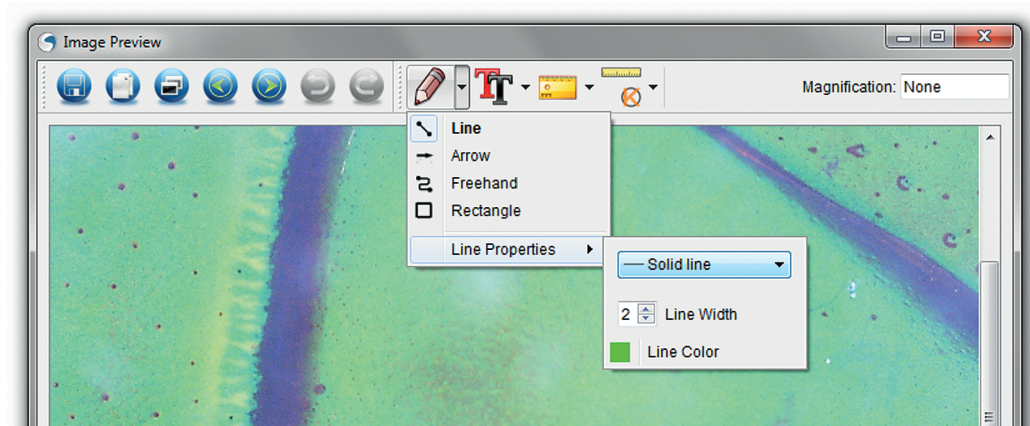 Image Preview
Magnification: None
Line
Arrow
Freehand
Rectangle
Line Properties
Solid line
2 Line Width
Line Color